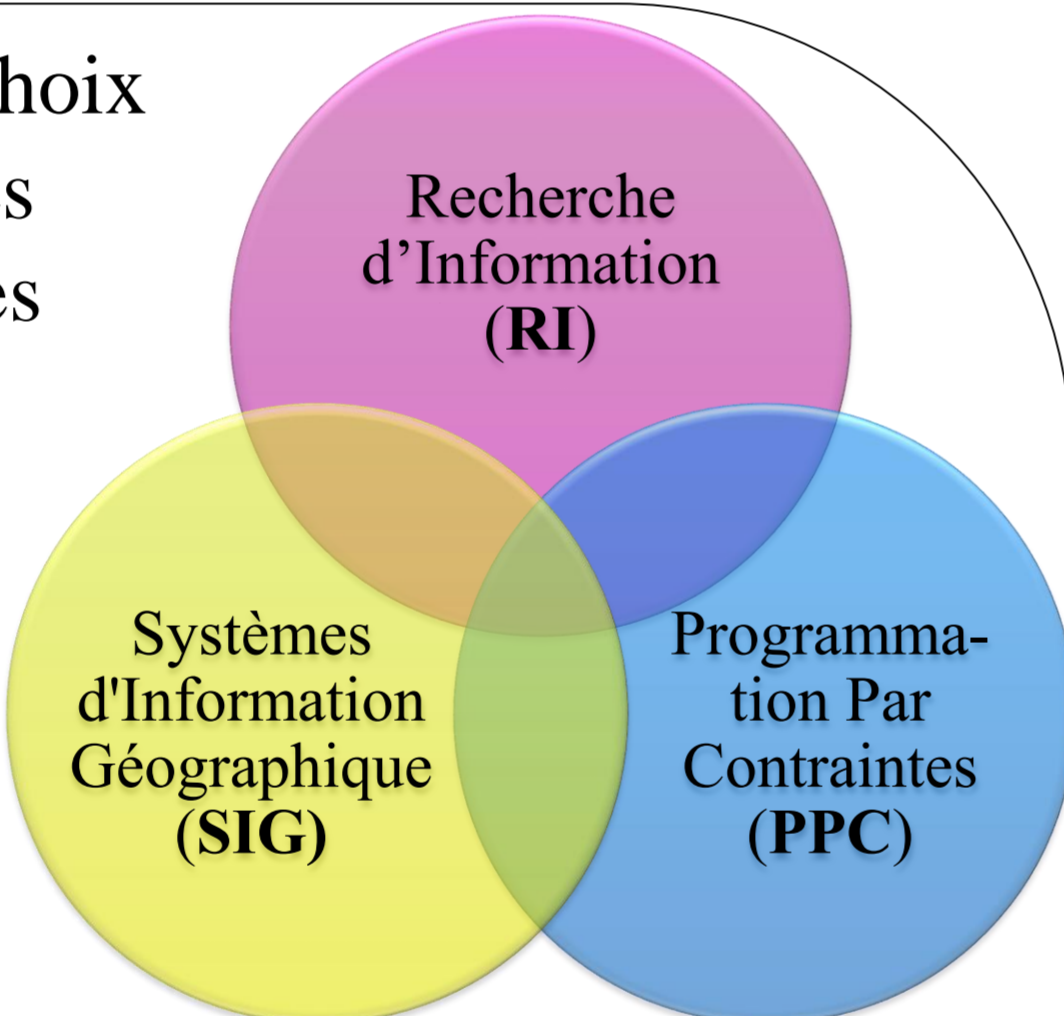 hoix
s
es
Recherche
d’Information
(RI)
Systèmes
d'Information
Géographique
(SIG)
Programma-
tion Par
Contraintes
(PPC)